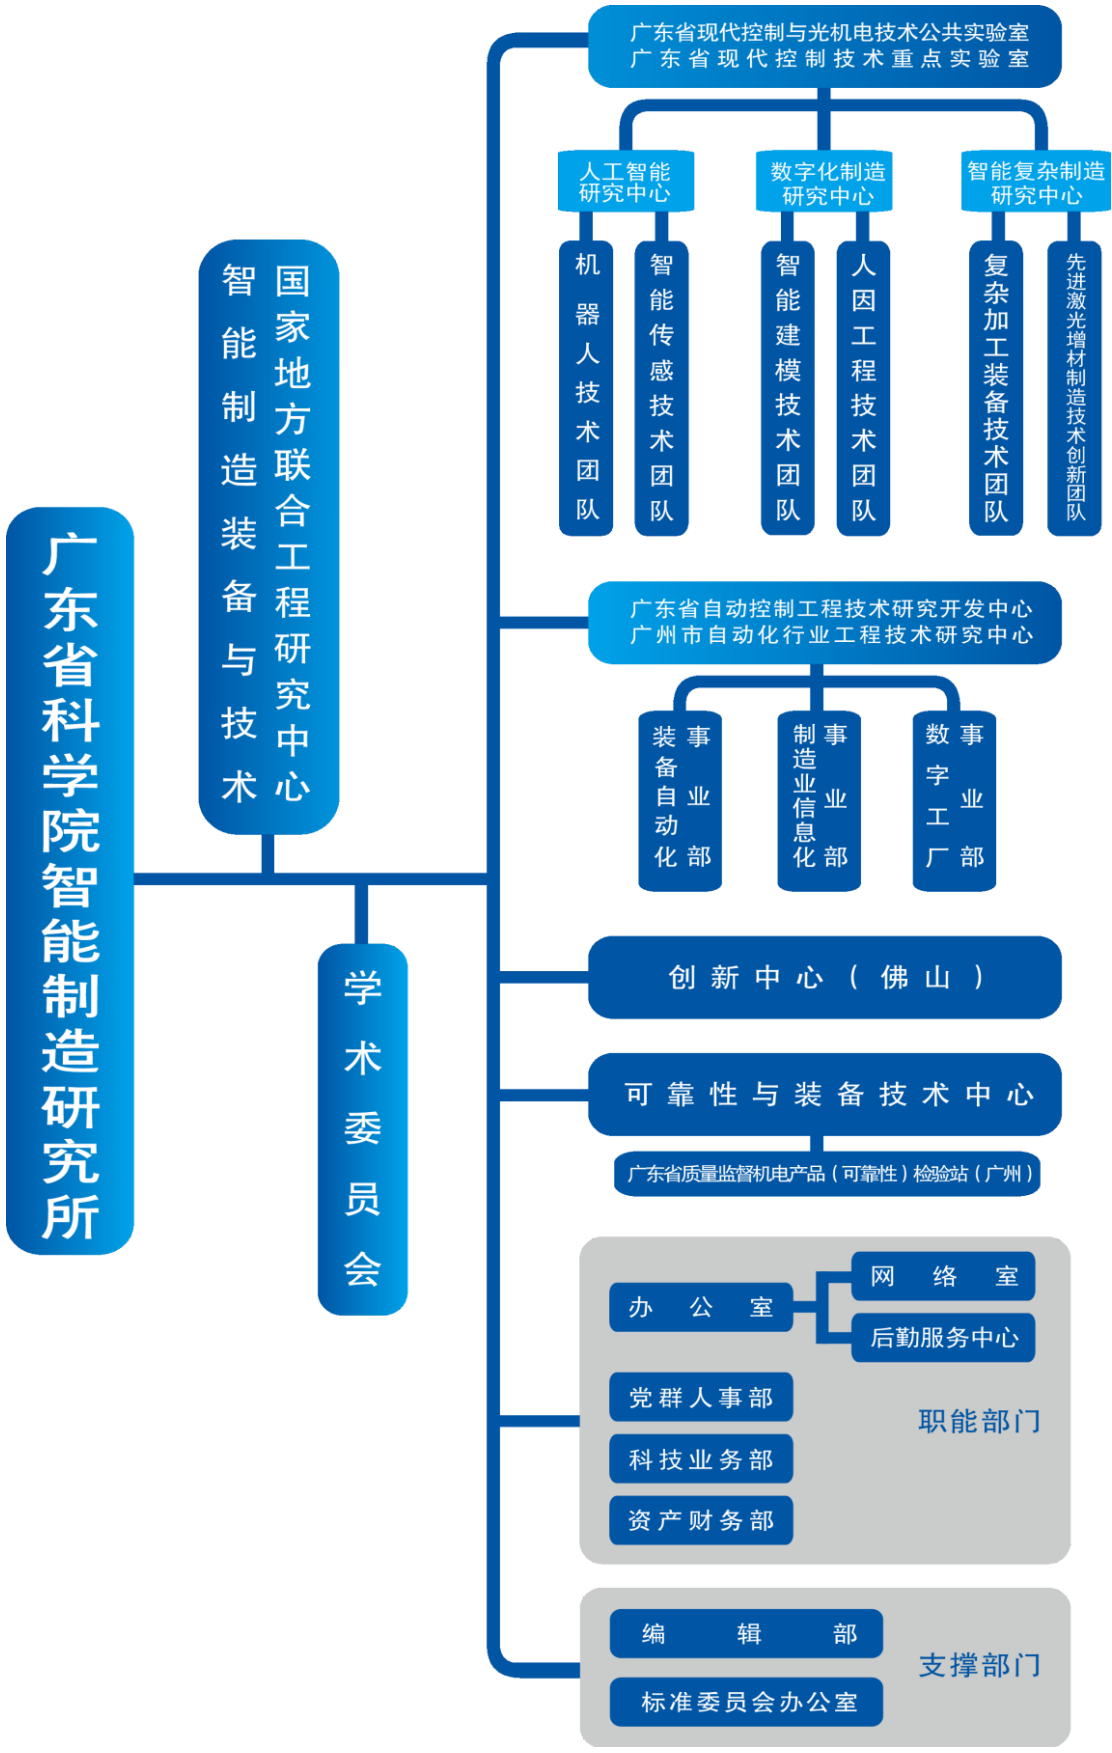 广东省科学院智能制造研究所
智能制造装备与技术
国家地方联合工程研究中心
学术委员会
广东省现代控制与光机电技术公共实验室
广东省现代控制技术重点实验室
人工智能
研究中心
机器人技术团队
智能传感技术团队
数字化制造
研究中心
智能建模技术团队
人因工程技术团队
智能复杂制造
研究中心
复杂加工装备技术团队
先进激光增材制造技术创新团队
广东省自动控制工程技术研究开发中心
广州市自动化行业工程技术研究中心
装备自动化
事业部
制造业信息化
事业部
数字工厂
事业部
创新中心(佛山)
可靠性与装备技术中心
广东省质量监督机电产品(可靠性)检验站(广州)
办公室
网络室
后勤服务中心
党群人事部
科技业务部
资产财务部
职能部门
编辑部
标准委员会办公室
支撑部门